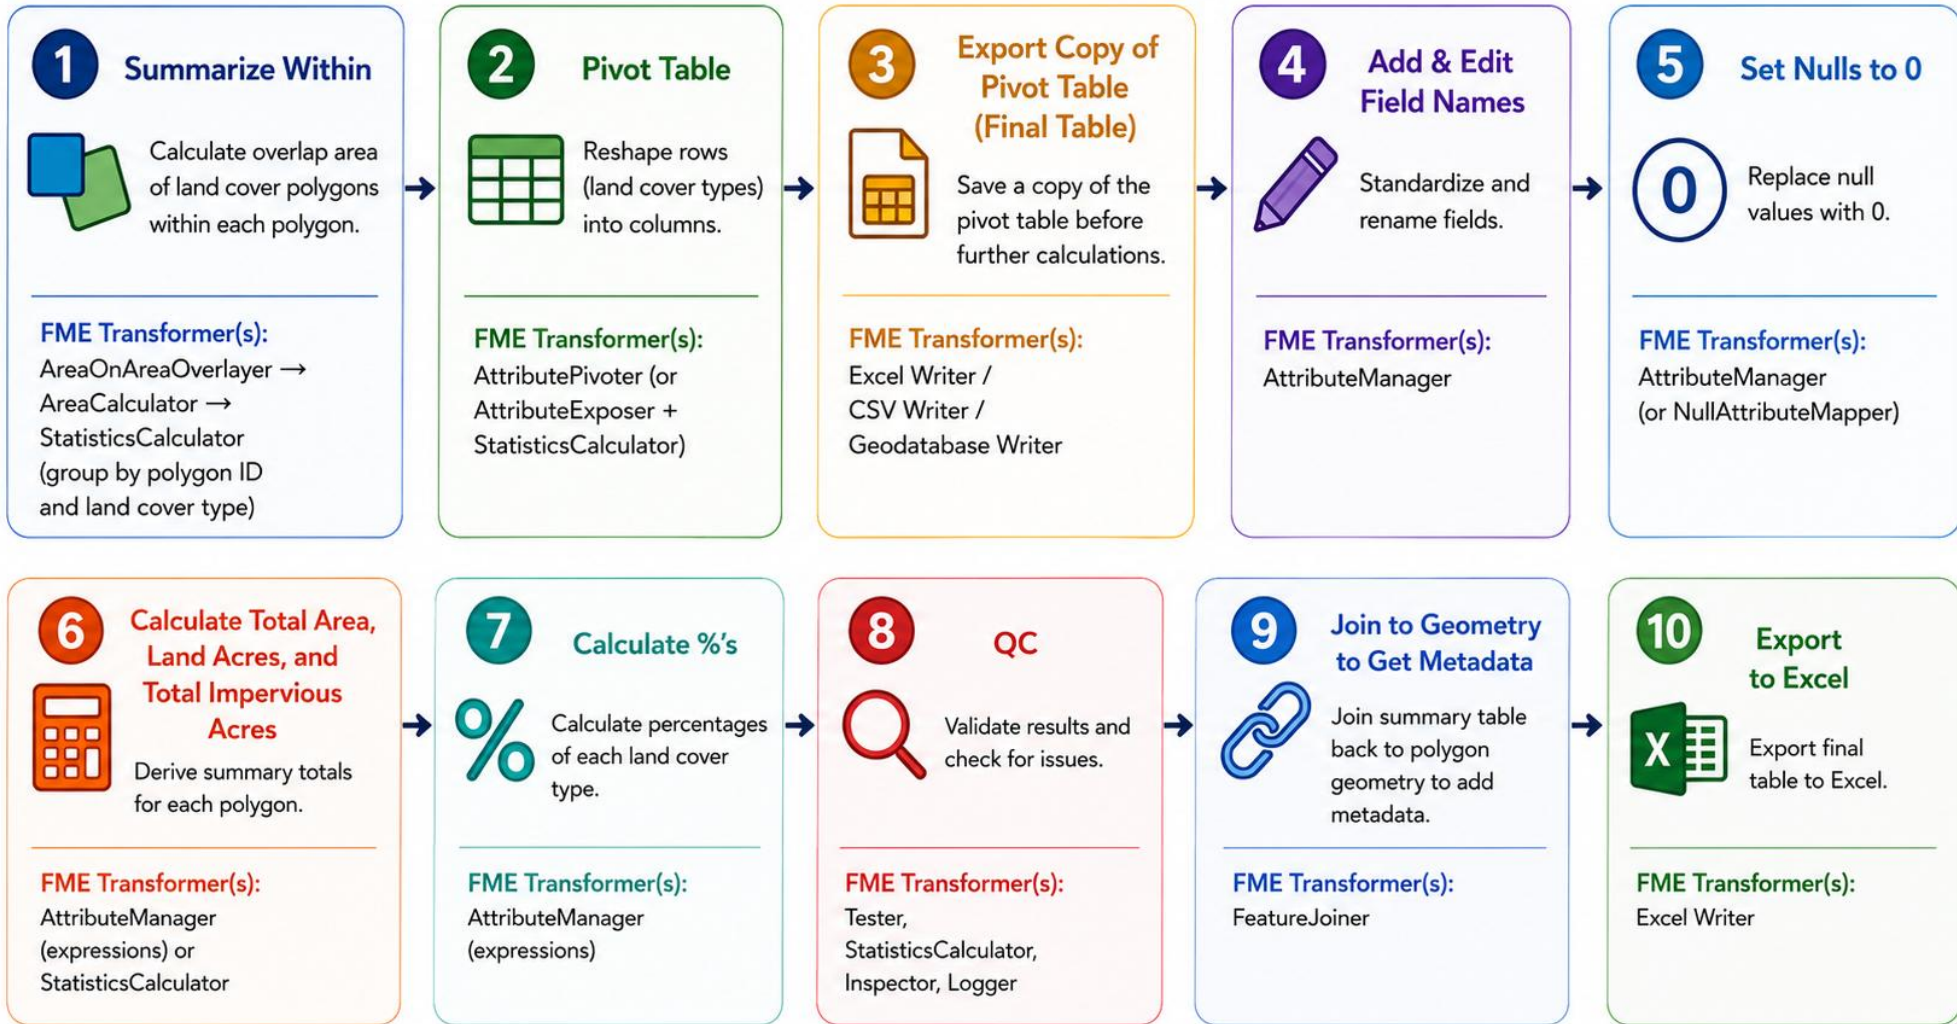 1
Summarize Within
Calculate overlap area
of land cover polygons
within each polygon.
FME Transformer(s):
AreaOnAreaOverlayer →
AreaCalculator →
StatisticsCalculator
(group by polygon ID
and land cover type)
2
Pivot Table
Reshape rows
(land cover types)
into columns.
FME Transformer(s):
AttributePivoter (or
AttributeExposer +
StatisticsCalculator)
3
Export Copy of
Pivot Table
(Final Table)
Save a copy of the
pivot table before
further calculations.
FME Transformer(s):
Excel Writer /
CSV Writer /
Geodatabase Writer
4
Add & Edit
Field Names
Standardize and
rename fields.
FME Transformer(s):
AttributeManager
5
Set Nulls to 0
0
Replace null
values with 0.
FME Transformer(s):
AttributeManager
(or NullAttributeMapper)
6
Calculate Total Area,
Land Acres, and
Total Impervious
Acres
Derive summary totals
for each polygon.
FME Transformer(s):
AttributeManager
(expressions) or
StatisticsCalculator
7
Calculate %'s
%
Calculate percentages
of each land cover
type.
FME Transformer(s):
AttributeManager
(expressions)
8
QC
Validate results and
check for issues.
FME Transformer(s):
Tester,
StatisticsCalculator,
Inspector, Logger
9
Join to Geometry
to Get Metadata
Join summary table
back to polygon
geometry to add
metadata.
FME Transformer(s):
FeatureJoiner
10
Export
to Excel
X
Export final
table to Excel.
FME Transformer(s):
Excel Writer